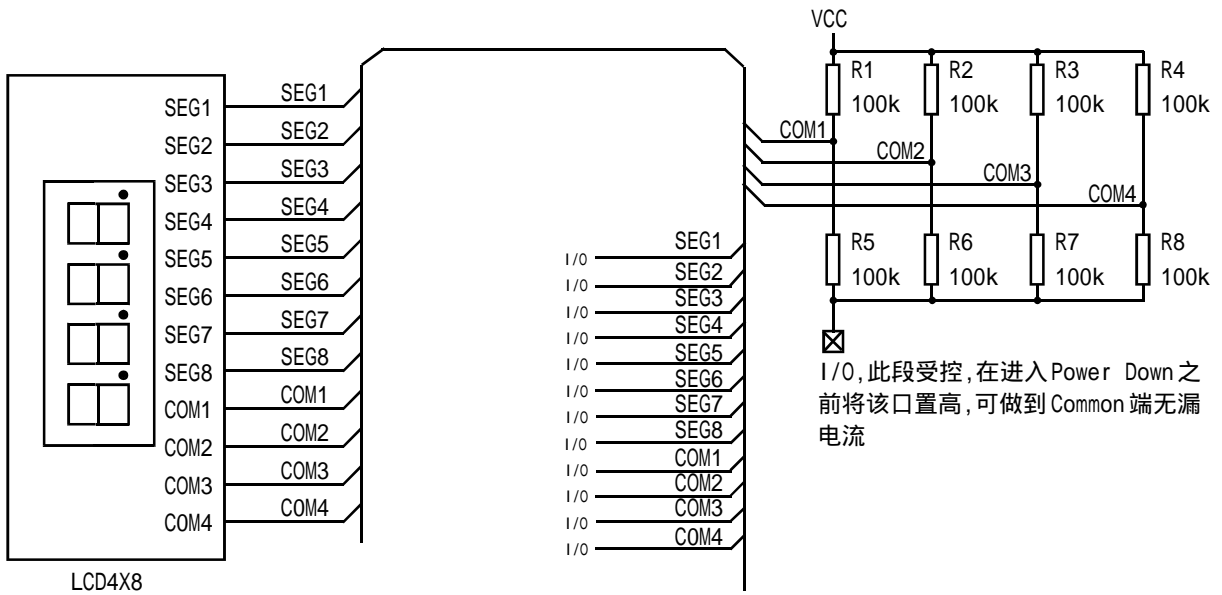 VCC
R1
100k
R2
100k
R3
100k
R4
100k
SEG1
SEG2
SEG3
SEG4
SEG5
SEG6
SEG7
SEG8
COM1
COM2
COM3
COM4
SEG1
SEG2
SEG3
SEG4
SEG5
SEG6
SEG7
SEG8
COM1
COM2
COM3
COM4
LCD4X8
COM1
COM2
COM3
COM4
R5
100k
R6
100k
R7
100k
R8
100k
I/O SEG1
I/O SEG2
I/O SEG3
I/O SEG4
I/O SEG5
I/O SEG6
I/O SEG7
I/O SEG8
I/O COM1
I/O COM2
I/O COM3
I/O COM4
I/O,此段受控,在进入Power Down之
前将该口置高,可做到Common端无漏
电流